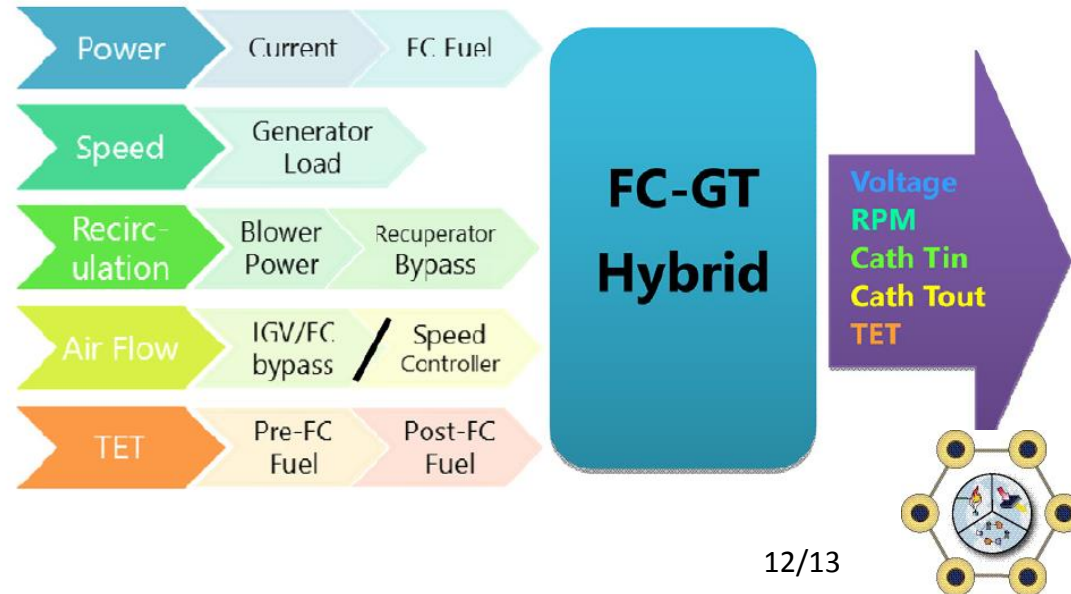 Power
Current
FC Fuel
Speed
Generator
Load
Recirc-
ulation
Blower
Power
Recuperator
Bypass
Air Flow
IGV/FC
bypass
/
Speed
Controller
TET
Pre-FC
Fuel
Post-FC
Fuel
FC-GT
Hybrid
Voltage
RPM
Cath Tin
Cath Tout
TET
12/13